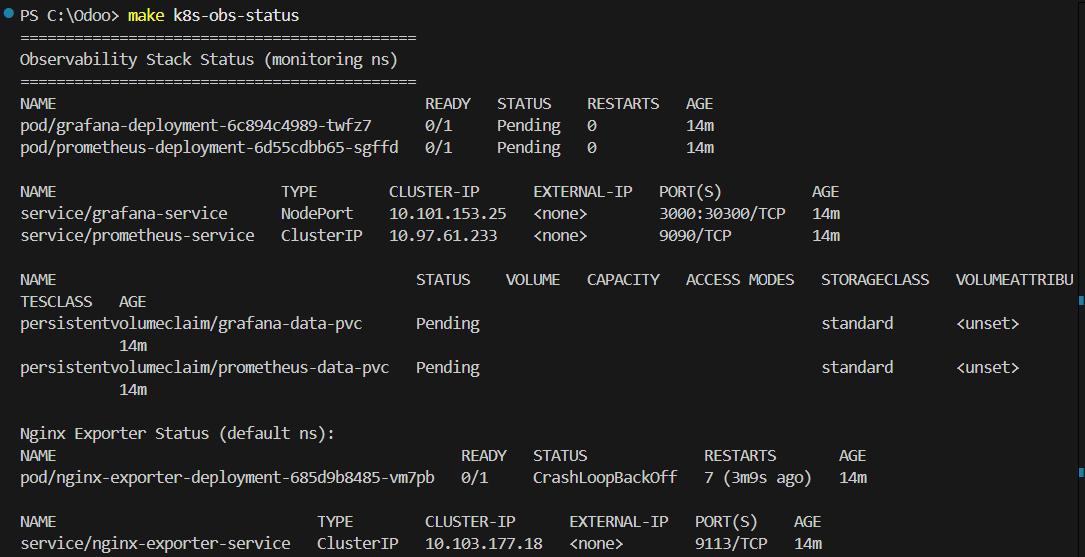 PS C:\Odoo> make k8s-obs-status
============================================
Observability Stack Status (monitoring ns)
============================================
NAME READY STATUS RESTARTS AGE
pod/grafana-deployment-6c894c4989-twfz7 0/1 Pending 0 14m
pod/prometheus-deployment-6d55cdbb65-sgffd 0/1 Pending 0 14m
NAME TYPE CLUSTER-IP EXTERNAL-IP PORT(S) AGE
service/grafana-service NodePort 10.101.153.25 <none> 3000:30300/TCP 14m
service/prometheus-service ClusterIP 10.97.61.233 <none> 9090/TCP 14m
NAME STATUS VOLUME CAPACITY ACCESS MODES STORAGECLASS VOLUMEATTRIBU
TESCLASS AGE
persistentvolumeclaim/grafana-data-pvc Pending standard <unset>
14m
persistentvolumeclaim/prometheus-data-pvc Pending standard <unset>
14m
Nginx Exporter Status (default ns):
NAME READY STATUS RESTARTS AGE
pod/nginx-exporter-deployment-685d9b8485-vm7pb 0/1 CrashLoopBackOff 7 (3m9s ago) 14m
NAME TYPE CLUSTER-IP EXTERNAL-IP PORT(S) AGE
service/nginx-exporter-service ClusterIP 10.103.177.18 <none> 9113/TCP 14m